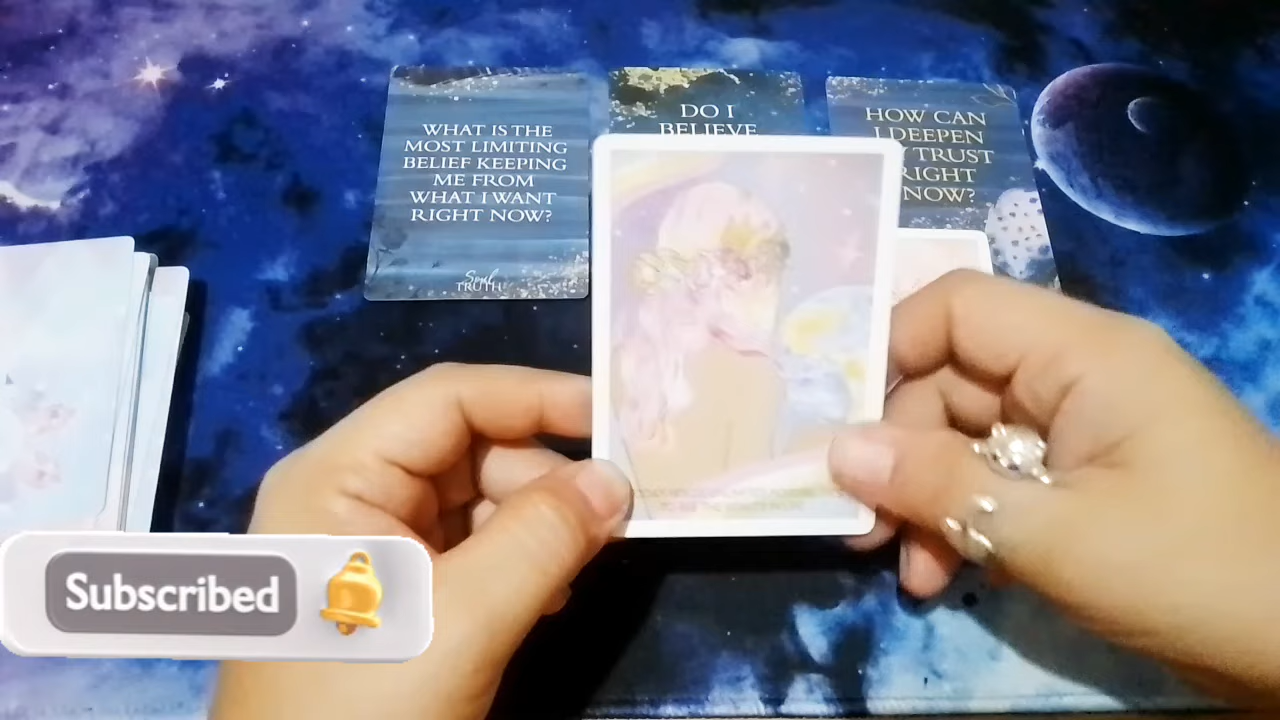 WHAT IS THE
MOST LIMITING
BELIEF KEEPING
ME FROM
WHAT I WANT
RIGHT NOW?
Soul
TRUTH
DO I
BELIEVE
HOW CAN
I DEEPEN
TRUST
RIGHT
NOW?
Subscribed